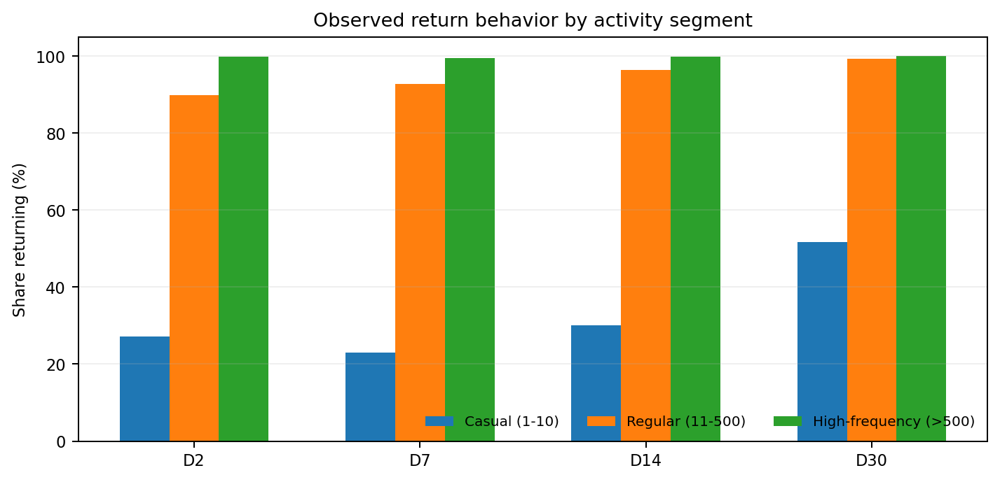 Observed return behavior by activity segment
Share returning (%)
100
80
60
40
20
0
D2 D7 D14 D30
Casual (1-10) Regular (11-500) High-frequency (>500)